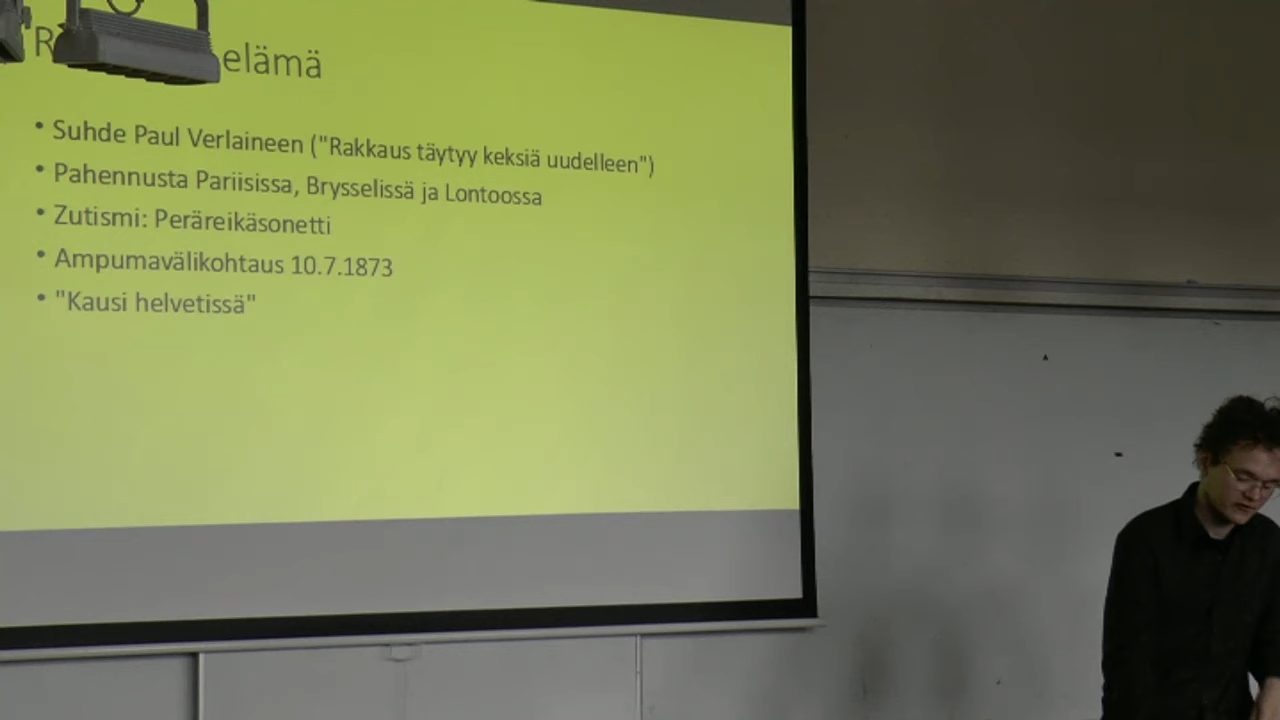 elämä
• Suhde Paul Verlaineen ("Rakkaus täytyy keksiä uudelleen")
• Pahennusta Pariisissa, Brysselissä ja Lontoossa
• Zutismi: Peräreikäsonetti
• Ampumavälikohtaus 10.7.1873
• "Kausi helvetissä"